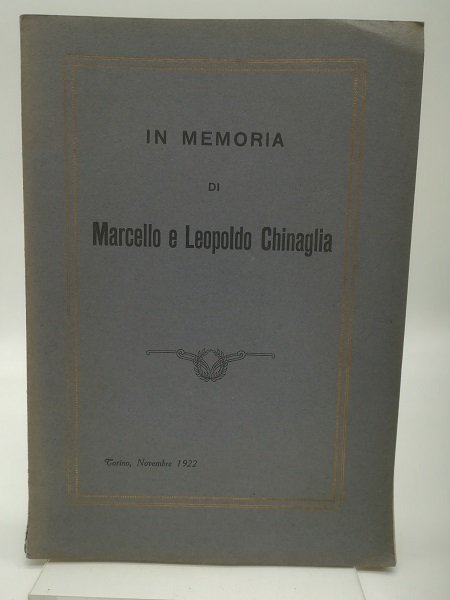 IN MEMORIA
DI
Marcello e Leopoldo Chinaglia
Torino, Novembre 1922